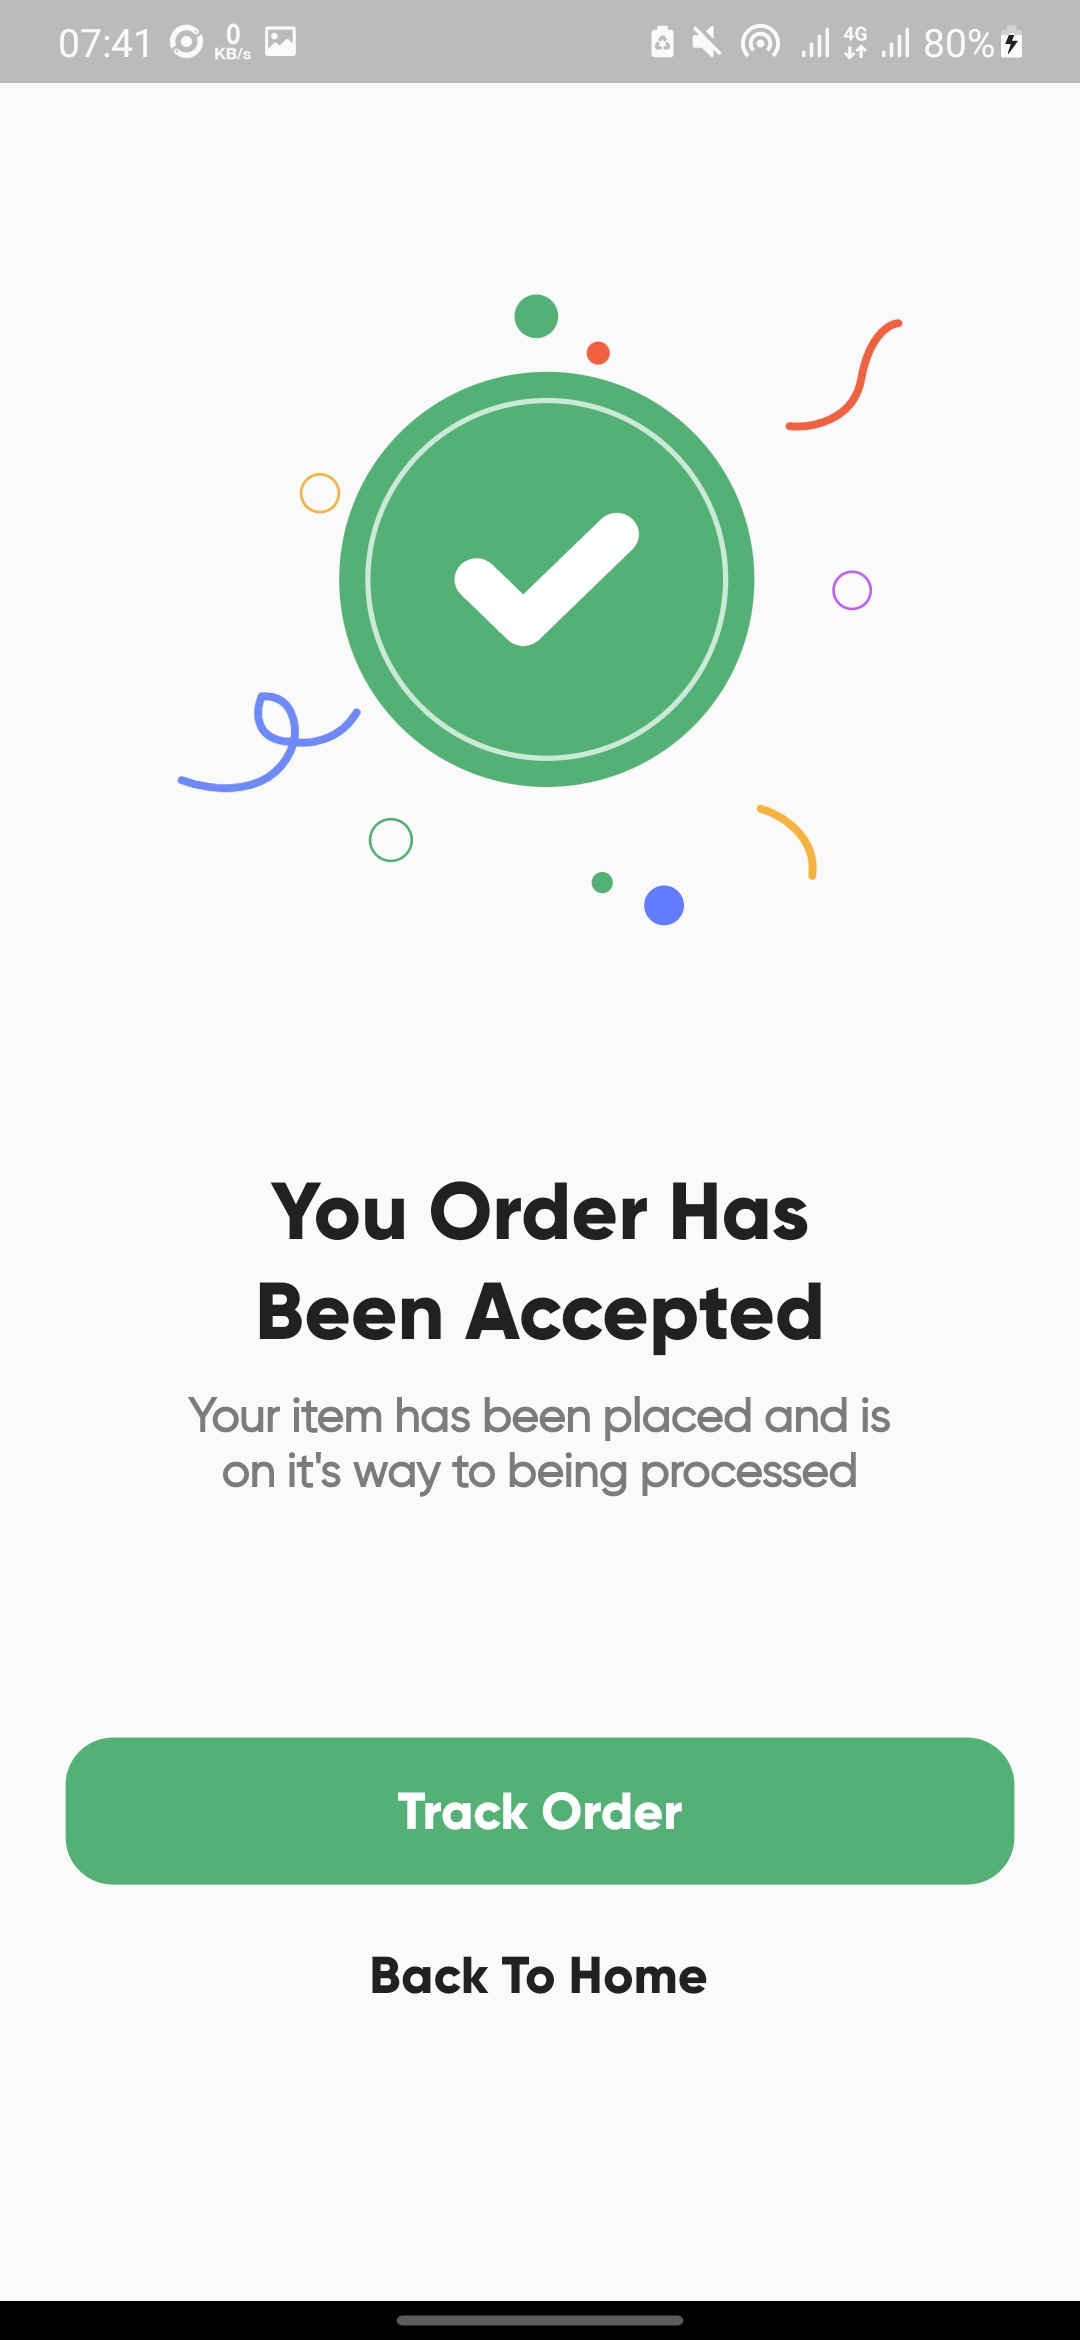 07:41 0 KB/s 4G 80%
You Order Has
Been Accepted
Your item has been placed and is
on it's way to being processed
Track Order
Back To Home